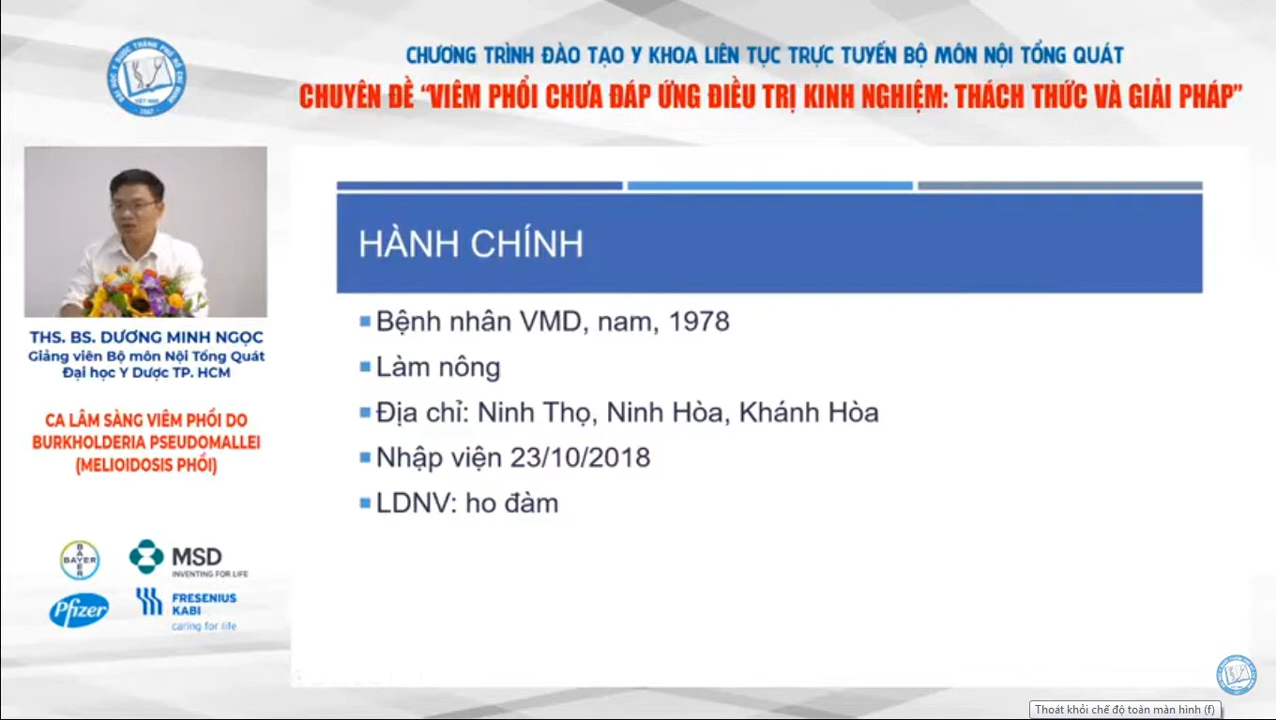 CHƯƠNG TRÌNH ĐÀO TẠO Y KHOA LIÊN TỤC TRỰC TUYẾN BỘ MÔN NỘI TỔNG QUÁT
CHUYÊN ĐỀ “VIÊM PHỔI CHƯA ĐÁP ỨNG ĐIỀU TRỊ KINH NGHIỆM: THÁCH THỨC VÀ GIẢI PHÁP”
THS. BS. DƯƠNG MINH NGỌC
Giảng viên Bộ môn Nội Tổng Quát
Đại học Y Dược TP. HCM
CA LÂM SÀNG VIÊM PHỔI DO
BURKHOLDERIA PSEUDOMALLEI
(MELIOIDOSIS PHỔI)
BAYER
BAYER
MSD
INVENTING FOR LIFE
Pfizer
FRESENIUS
KABI
caring for life
HÀNH CHÍNH
Bệnh nhân VMD, nam, 1978
Làm nông
Địa chỉ: Ninh Thọ, Ninh Hòa, Khánh Hòa
Nhập viện 23/10/2018
LDNV: ho đàm
Thoát khỏi chế độ toàn màn hình (f)